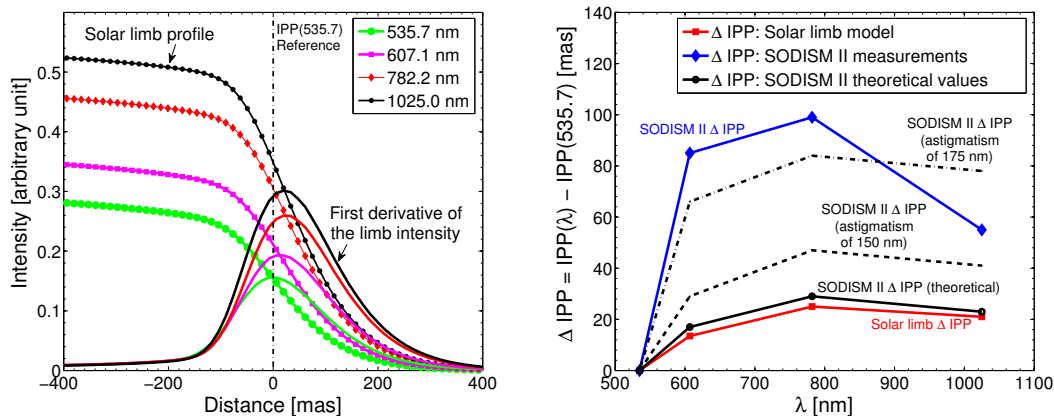 Solar limb profile
IPP(535.7)
Reference
535.7 nm
607.1 nm
782.2 nm
1025.0 nm
First derivative of
the limb intensity
Intensity [arbitrary unit]
0.5
0.4
0.3
0.2
0.1
0
−400
−200
0
200
400
Distance [mas]
Δ IPP: Solar limb model
Δ IPP: SODISM II measurements
Δ IPP: SODISM II theoretical values
SODISM II Δ IPP
SODISM II Δ IPP
(astigmatism
of 175 nm)
SODISM II Δ IPP
(astigmatism
of 150 nm)
SODISM II Δ IPP (theoretical)
Solar limb Δ IPP
Δ IPP = IPP(λ) − IPP(535.7) [mas]
140
120
100
80
60
40
20
0
500
600
700
800
900
1000
1100
λ [nm]